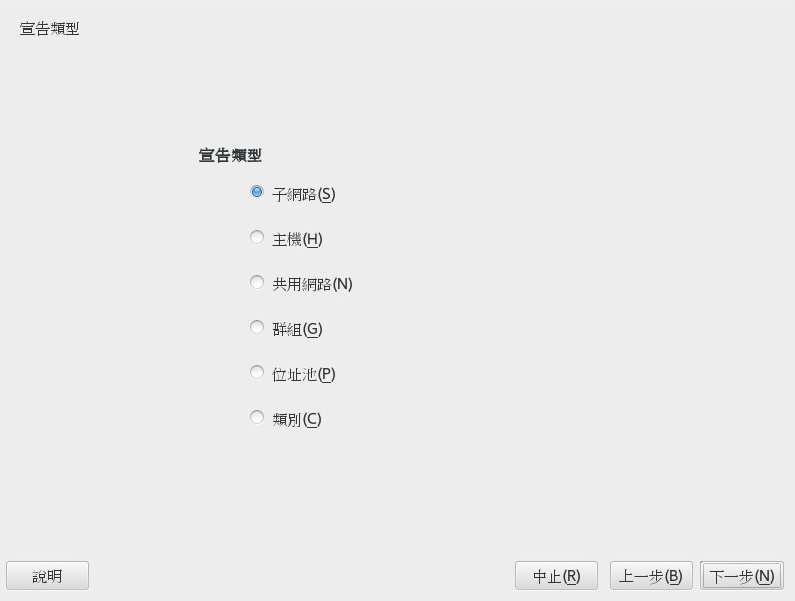 宣告類型
宣告類型
子網路(S)
主機(H)
共用網路(N)
群組(G)
位址池(P)
類別(C)
說明
中止(R)
上一步(B)
下一步(N)